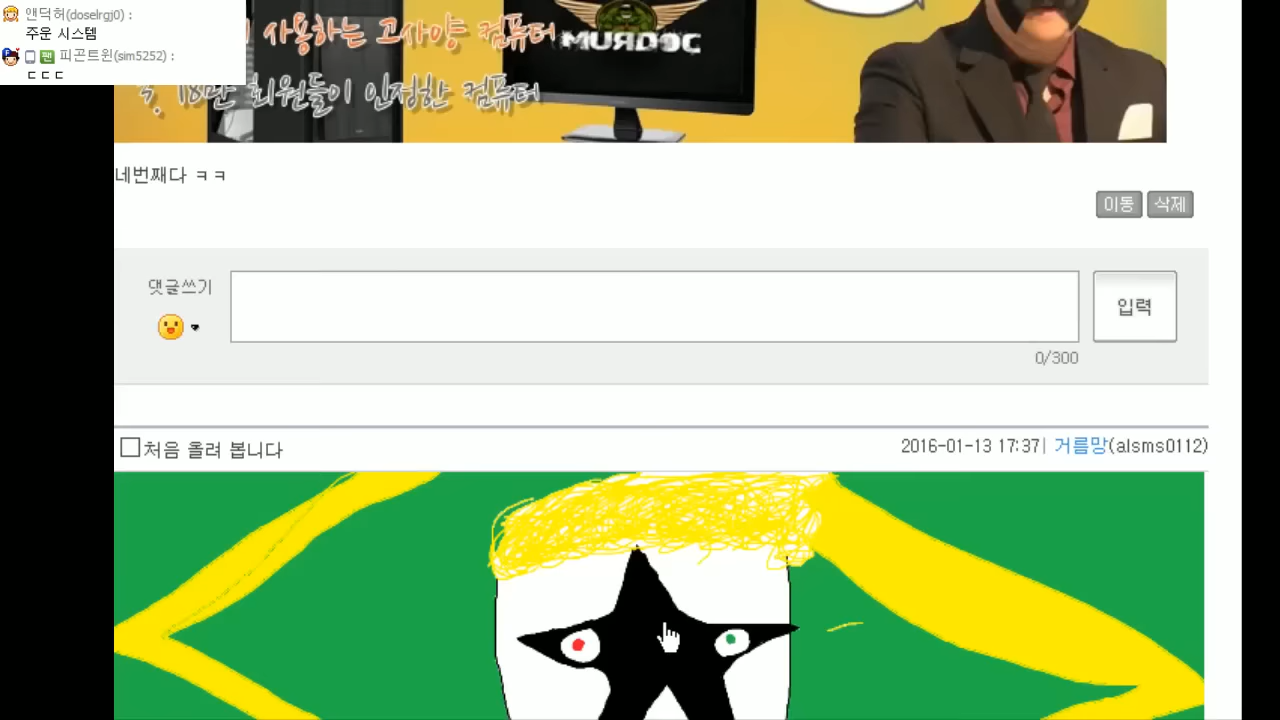 앤덕허(doselrgj0) :
주운 시스템
팬 피곤트윈(sim5252) :
ㄷㄷㄷ
사용하는 고사양 컴퓨터
MURDOC
18만 회원들이 인정한 컴퓨터
네번째다 ㅋㅋ
이동 삭제
댓글쓰기
입력
0/300
처음 올려 봅니다
2016-01-13 17:37| 거름망(alsms0112)